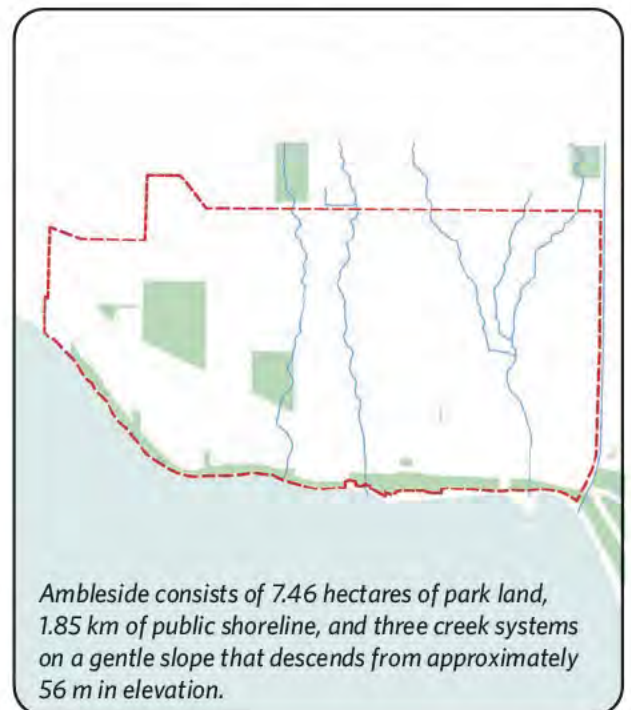 Ambleside consists of 7.46 hectares of park land,
1.85 km of public shoreline, and three creek systems
on a gentle slope that descends from approximately
56 m in elevation.